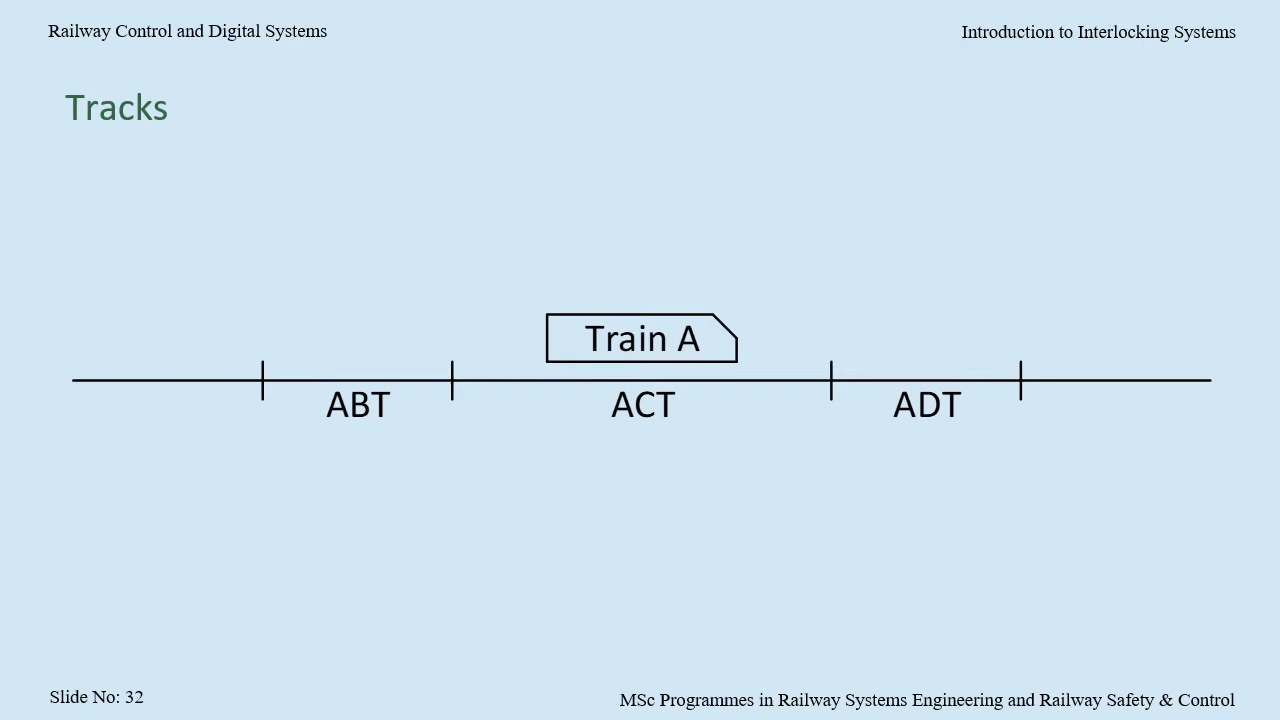 Railway Control and Digital Systems
Introduction to Interlocking Systems
Tracks
Train A
ABT
ACT
ADT
Slide No: 32
MSc Programmes in Railway Systems Engineering and Railway Safety & Control